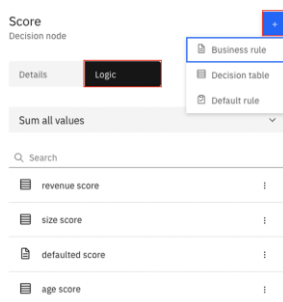 Score
Decision node
+
Business rule
Decision table
Default rule
Details
Logic
Sum all values
Search
revenue score
size score
defaulted score
age score